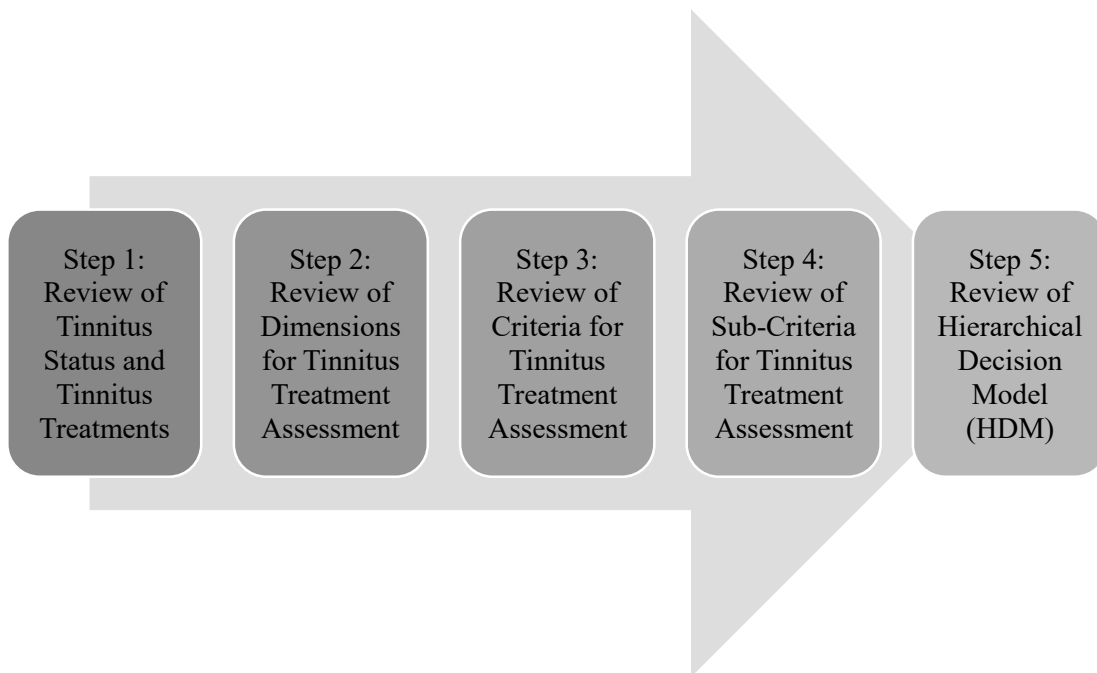 Step 1:
Review of
Tinnitus
Status and
Tinnitus
Treatments
Step 2:
Review of
Dimensions
for Tinnitus
Treatment
Assessment
Step 3:
Review of
Criteria for
Tinnitus
Treatment
Assessment
Step 4:
Review of
Sub-Criteria
for Tinnitus
Treatment
Assessment
Step 5:
Review of
Hierarchical
Decision
Model
(HDM)